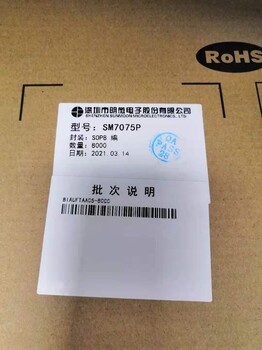 RoHS
深圳市明微电子股份有限公司
SHENZHEN SUNMOON MICROELECTRONICS CO., LTD
型号: SM7075P
封装: SOP8 编
数量: 8000
日期: 2021.03.14
QA
PASS
批次说明